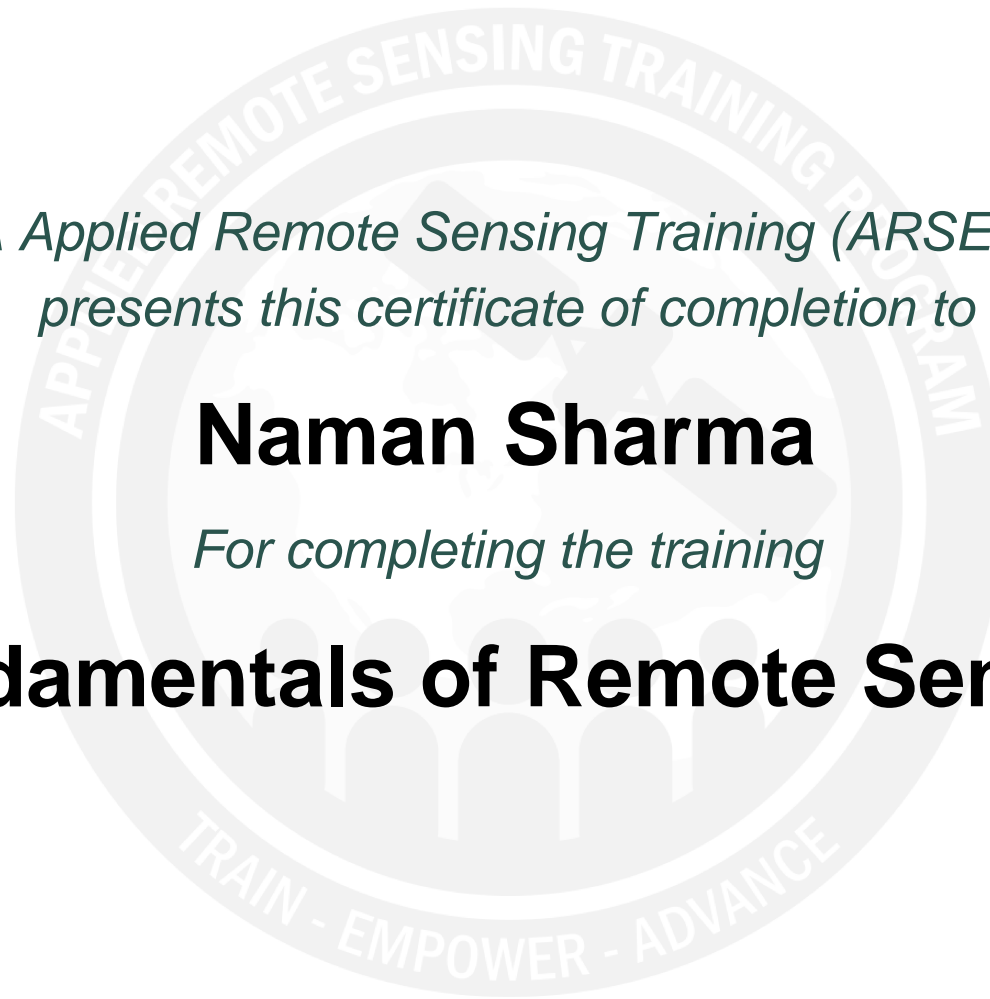 APPLIED REMOTE SENSING TRAINING PROGRAM
Applied Remote Sensing Training (ARSE
presents this certificate of completion to
Naman Sharma
For completing the training
damentals of Remote Sen
TRAIN - EMPOWER - ADVANCE